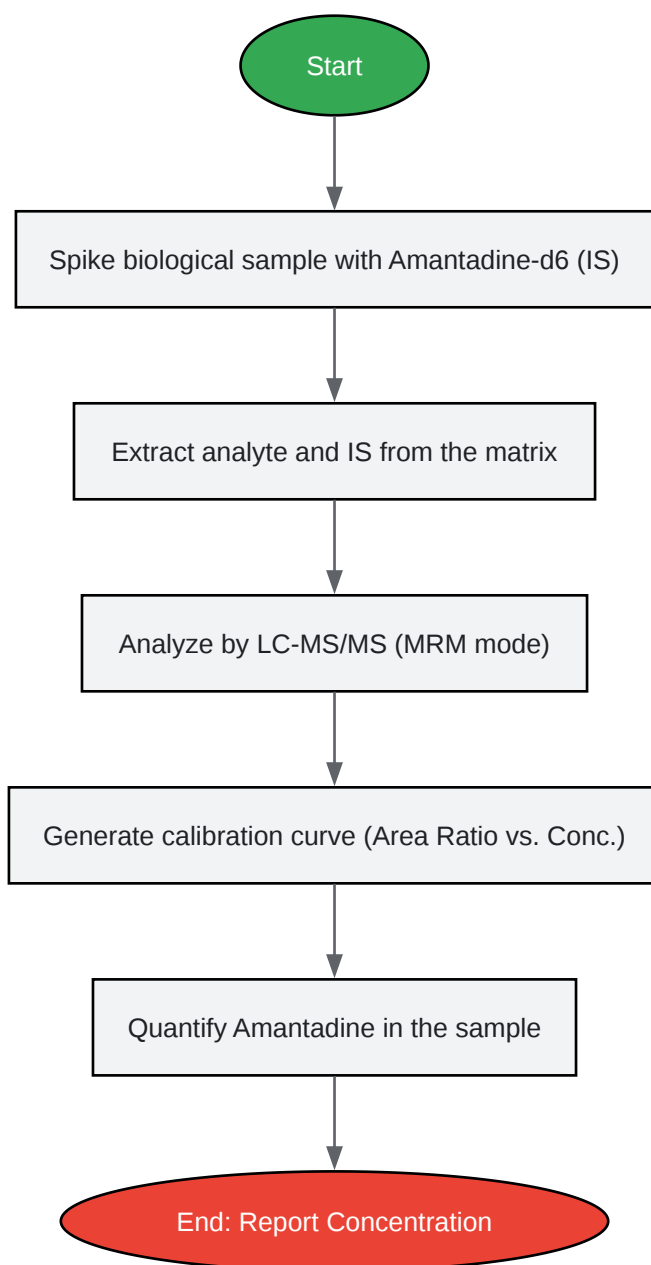 Start
Spike biological sample with Amantadine-d6 (IS)
Extract analyte and IS from the matrix
Analyze by LC-MS/MS (MRM mode)
Generate calibration curve (Area Ratio vs. Conc.)
Quantify Amantadine in the sample
End: Report Concentration